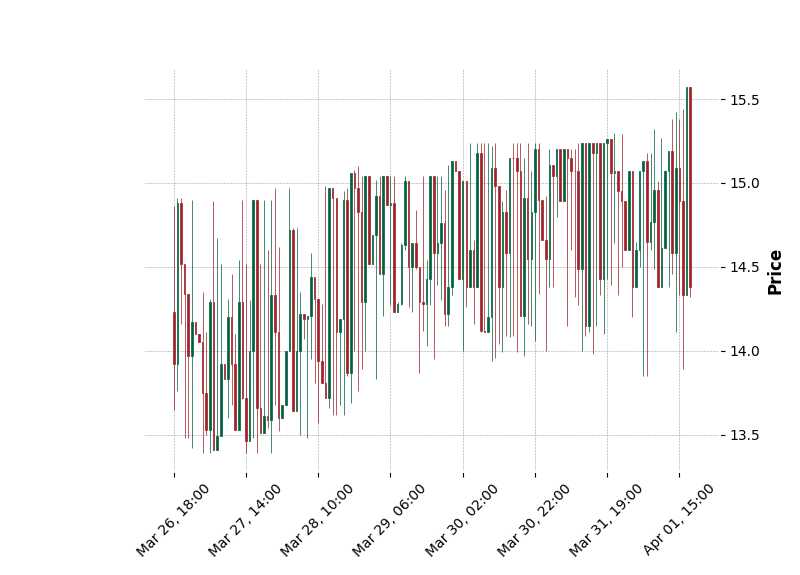 15.5
15.0
14.5
14.0
13.5
Price
Mar 26, 18:00
Mar 27, 14:00
Mar 28, 10:00
Mar 29, 06:00
Mar 30, 02:00
Mar 30, 22:00
Mar 31, 19:00
Apr 01, 15:00